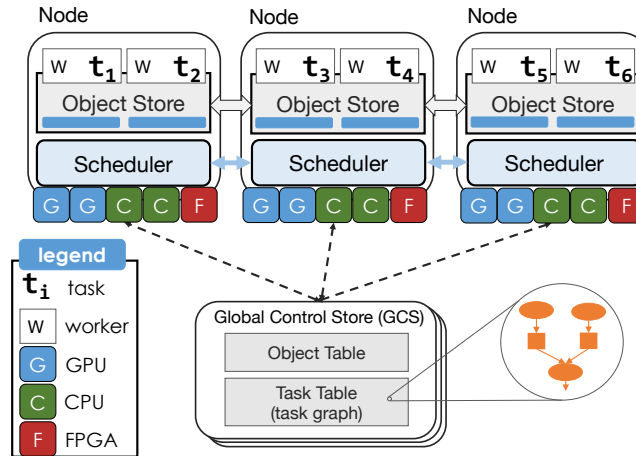 Node Node Node
w t1 w t2 w t3 w t4 w t5 w t6
Object Store Object Store Object Store
Scheduler Scheduler Scheduler
G G C C F G G C C F G G C C F
legend
ti task
w worker
G GPU
C CPU
F FPGA
Global Control Store (GCS)
Object Table
Task Table
(task graph)